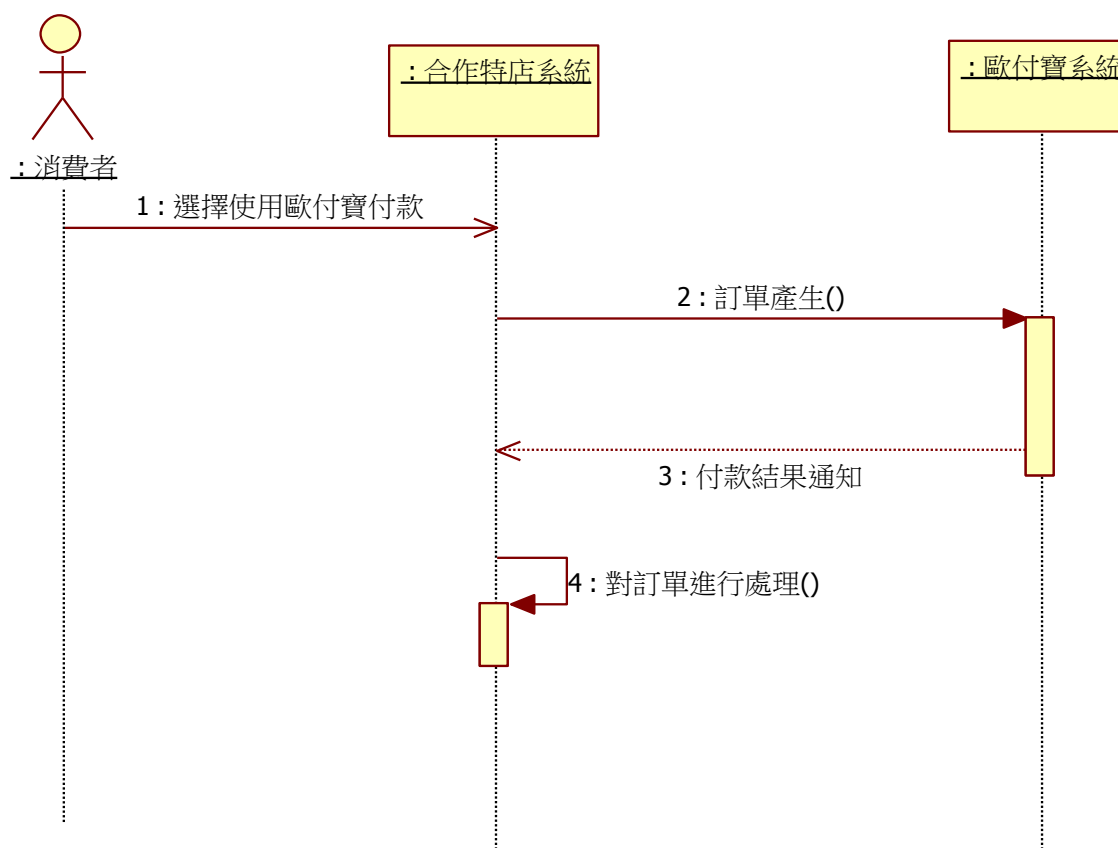 : 合作特店系統
: 歐付寶系統
: 消費者
1 : 選擇使用歐付寶付款
2 : 訂單產生()
3 : 付款結果通知
4 : 對訂單進行處理()